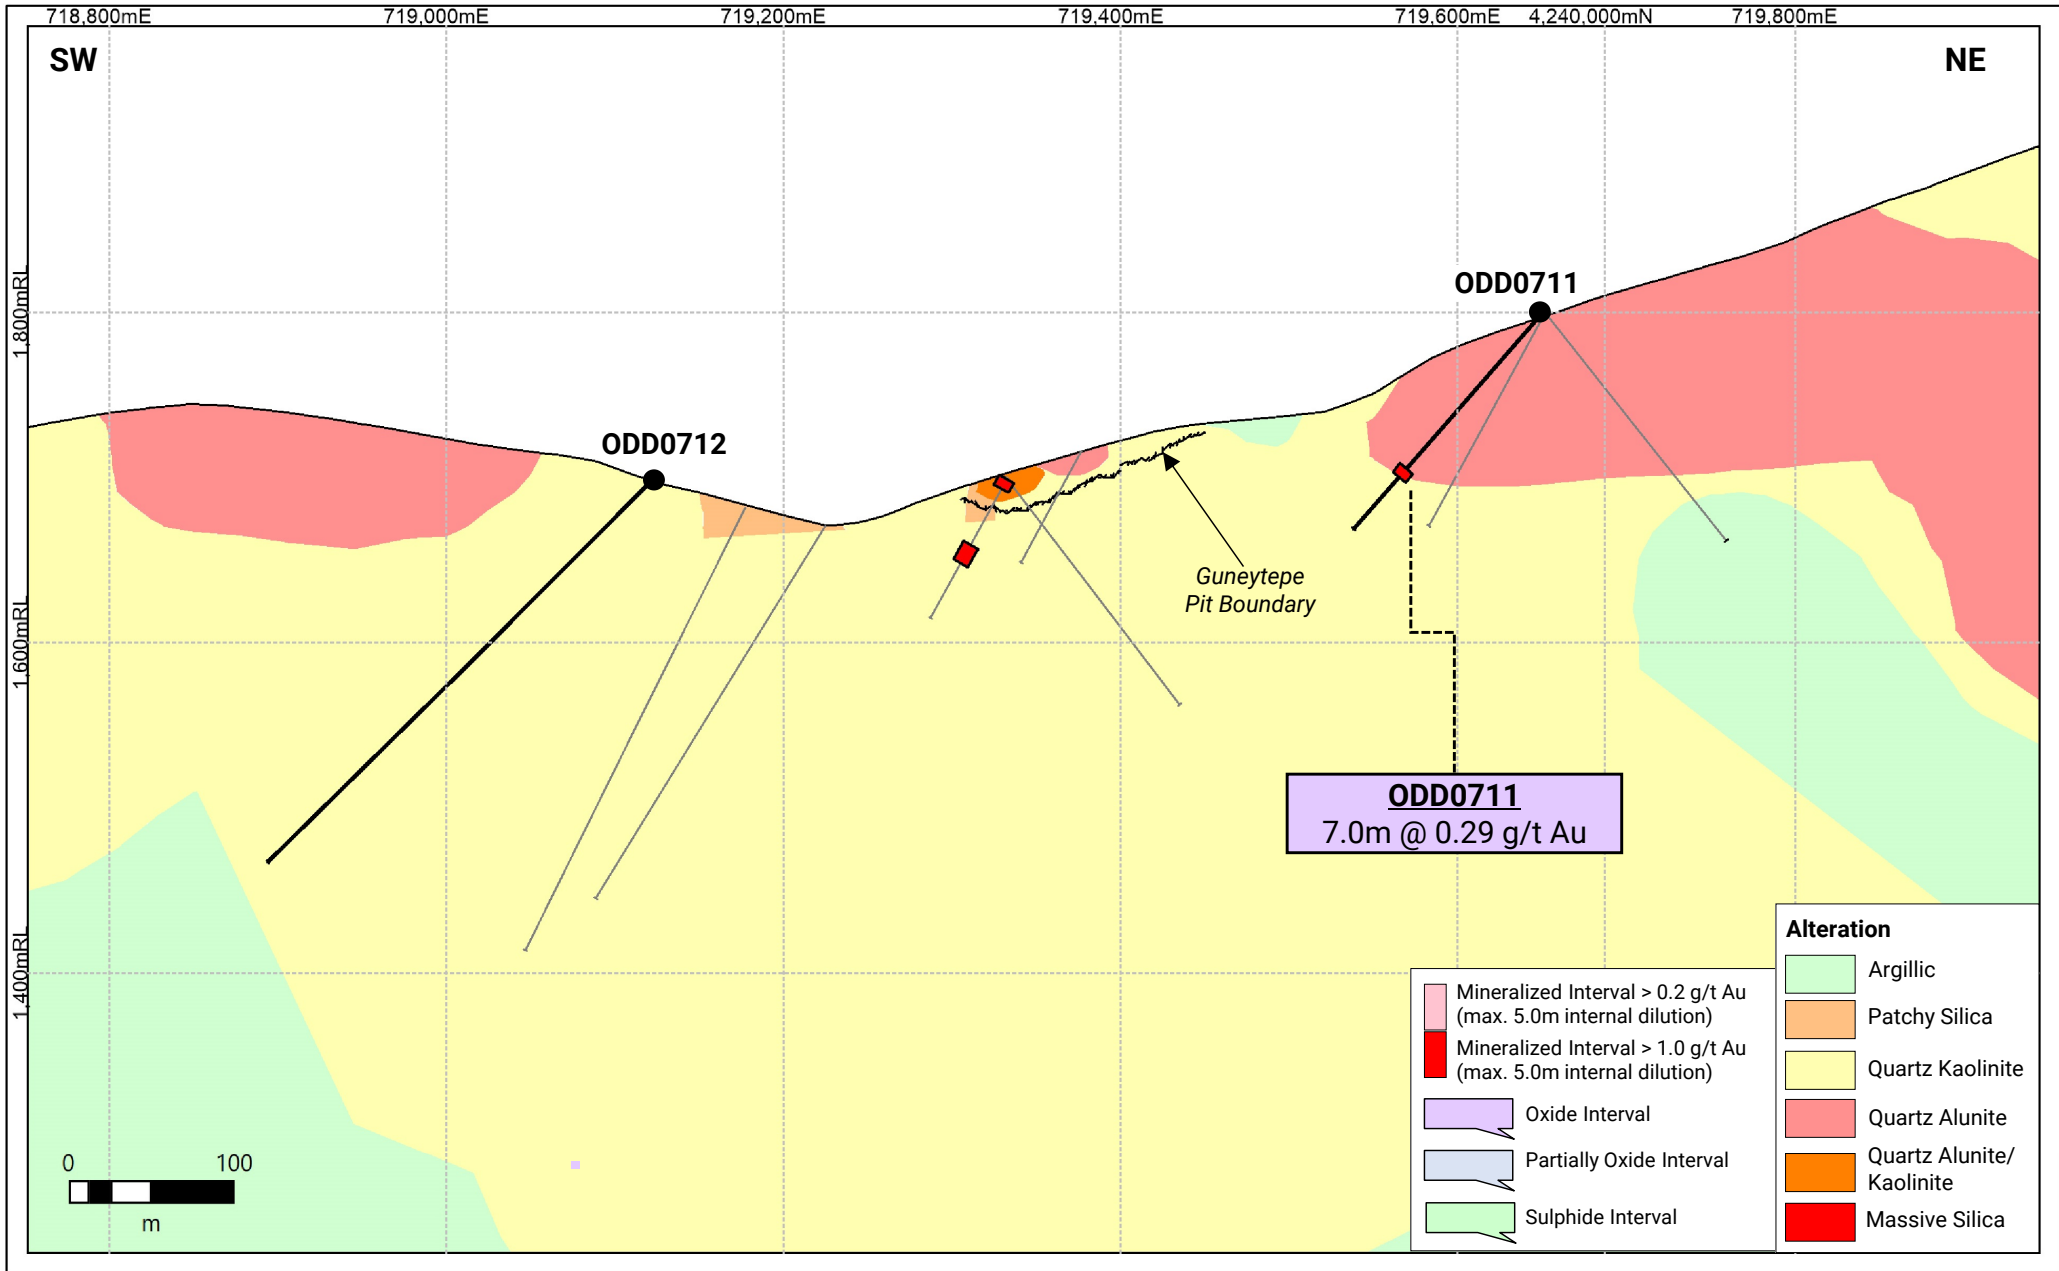 718,800mE
719,000mE
719,200mE
719,400mE
719,600mE
4,240,000mN
719,800mE
SW
NE
1,800mRL
1,600mRL
1,400mRL
ODD0711
ODD0712
Guneytepe
Pit Boundary
ODD0711
7.0m @ 0.29 g/t Au
0
100
m
Mineralized Interval > 0.2 g/t Au
(max. 5.0m internal dilution)
Mineralized Interval > 1.0 g/t Au
(max. 5.0m internal dilution)
Oxide Interval
Partially Oxide Interval
Sulphide Interval
Alteration
Argillic
Patchy Silica
Quartz Kaolinite
Quartz Alunite
Quartz Alunite/
Kaolinite
Massive Silica